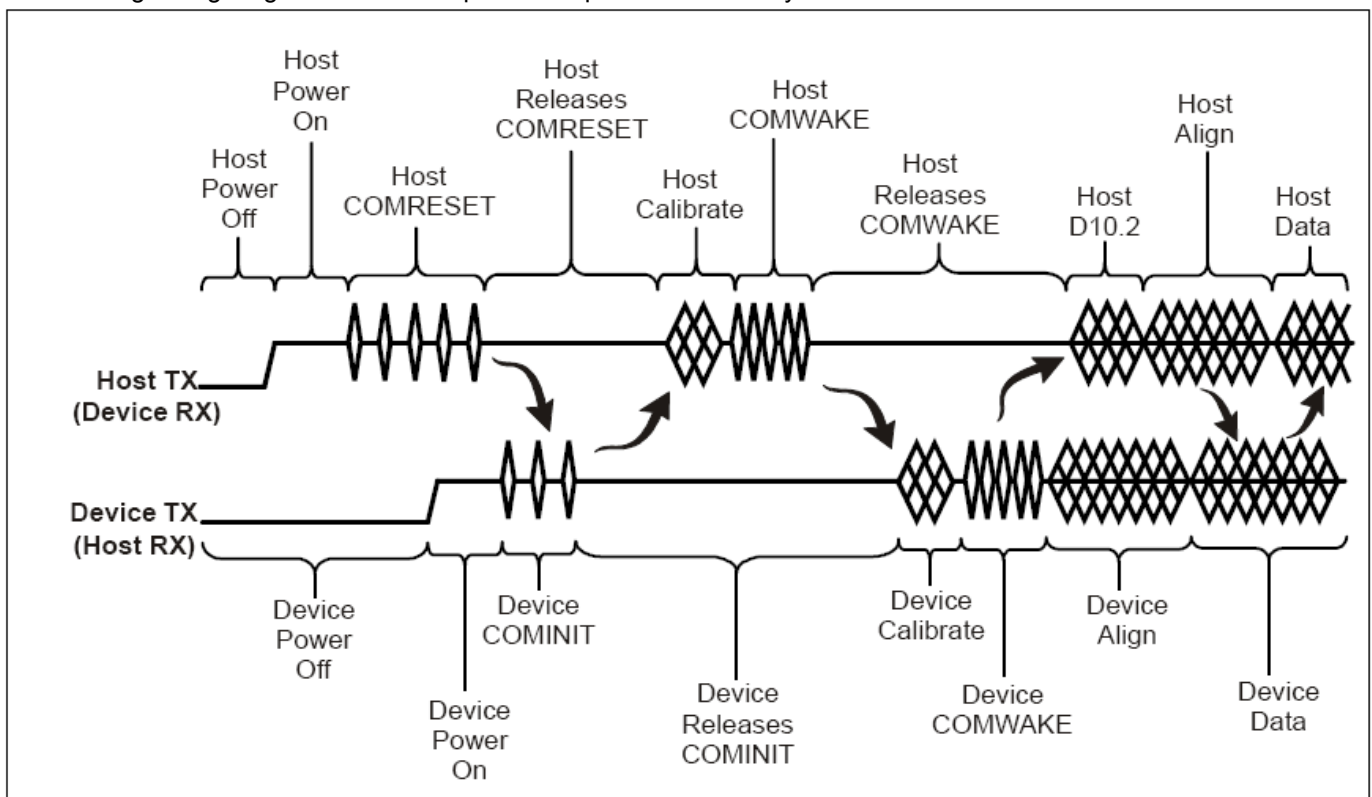 Host
Power
Off
Host
Power
On
Host
COMRESET
Host
Releases
COMRESET
Host
Calibrate
Host
COMWAKE
Host
Releases
COMWAKE
Host
D10.2
Host
Align
Host
Data
Host TX
(Device RX)
Device TX
(Host RX)
Device
Power
Off
Device
Power
On
Device
COMINIT
Device
Releases
COMINIT
Device
Calibrate
Device
COMWAKE
Device
Align
Device
Data